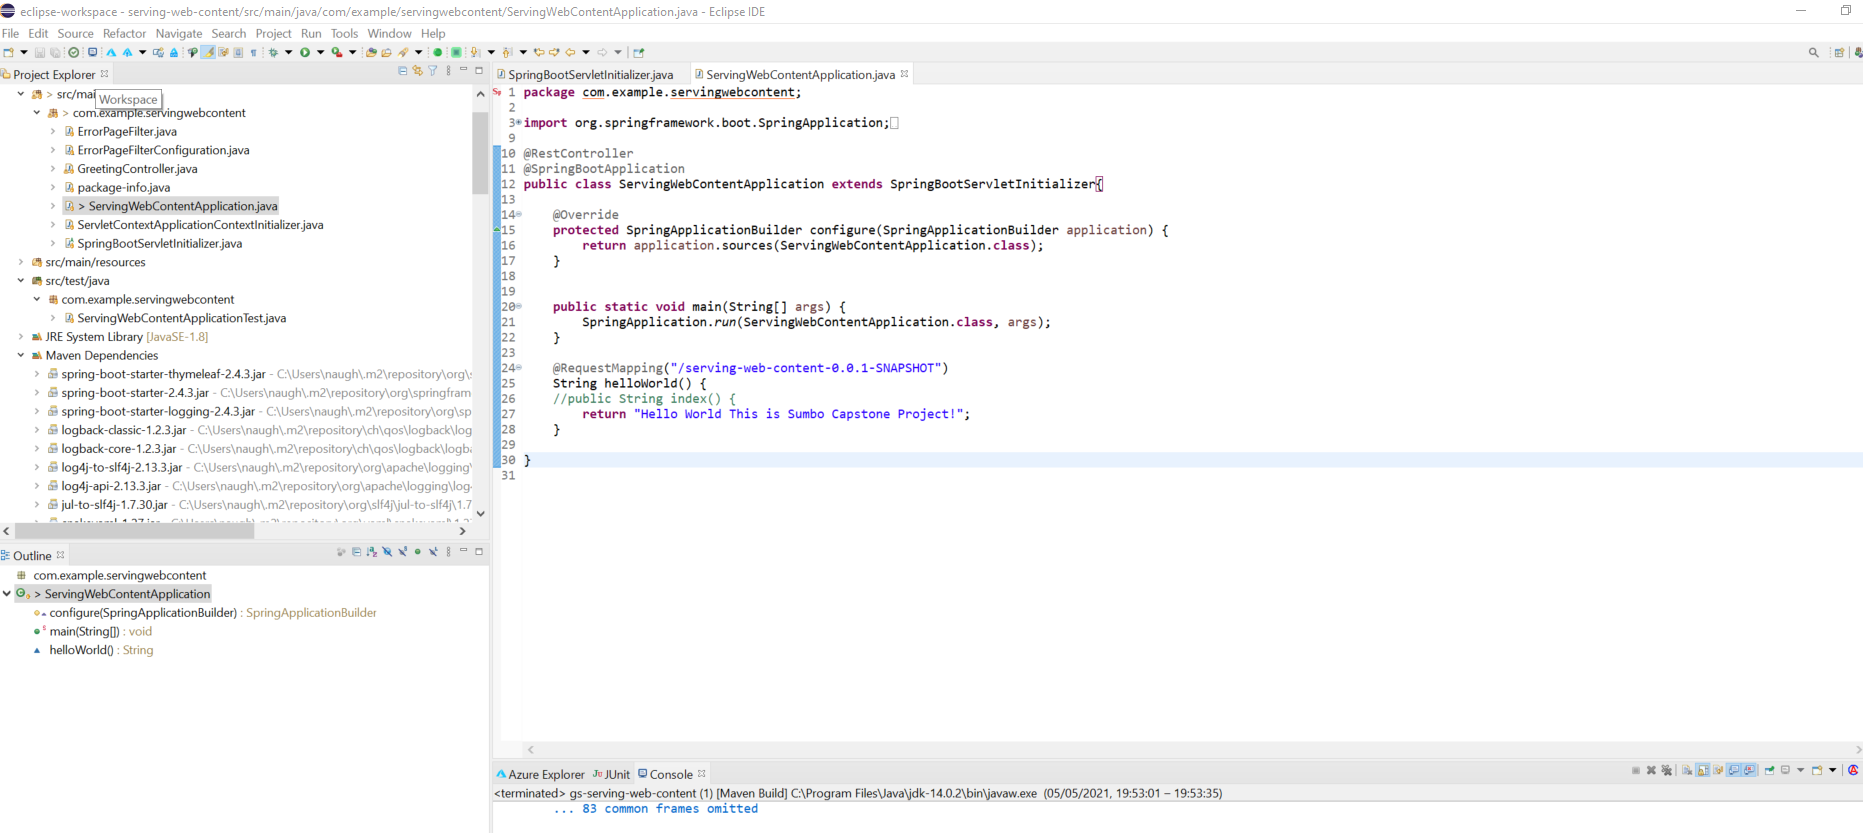 eclipse-workspace - serving-web-content/src/main/java/com/example/servingwebcontent/ServingWebContentApplication.java - Eclipse IDE
File Edit Source Refactor Navigate Search Project Run Tools Window Help
Project Explorer
> src/mai
Workspace
> com.example.servingwebcontent
ErrorPageFilter.java
ErrorPageFilterConfiguration.java
GreetingController.java
package-info.java
> ServingWebContentApplication.java
ServletContextApplicationContextInitializer.java
SpringBootServletInitializer.java
src/main/resources
src/test/java
com.example.servingwebcontent
ServingWebContentApplicationTest.java
JRE System Library [JavaSE-1.8]
Maven Dependencies
spring-boot-starter-thymeleaf-2.4.3.jar - C:\Users\naugh\.m2\repository\org\
spring-boot-starter-2.4.3.jar - C:\Users\naugh\.m2\repository\org\springfram
spring-boot-starter-logging-2.4.3.jar - C:\Users\naugh\.m2\repository\org\sp
logback-classic-1.2.3.jar - C:\Users\naugh\.m2\repository\ch\qos\logback\log
logback-core-1.2.3.jar - C:\Users\naugh\.m2\repository\ch\qos\logback\logba
log4j-to-slf4j-2.13.3.jar - C:\Users\naugh\.m2\repository\org\apache\logging\
log4j-api-2.13.3.jar - C:\Users\naugh\.m2\repository\org\apache\logging\log
jul-to-slf4j-1.7.30.jar - C:\Users\naugh\.m2\repository\org\slf4j\jul-to-slf4j\1.7
Outline
com.example.servingwebcontent
> ServingWebContentApplication
configure(SpringApplicationBuilder) : SpringApplicationBuilder
main(String[]) : void
helloWorld() : String
SpringBootServletInitializer.java ServingWebContentApplication.java
1 package com.example.servingwebcontent;
2
3 import org.springframework.boot.SpringApplication;
9
10 @RestController
11 @SpringBootApplication
12 public class ServingWebContentApplication extends SpringBootServletInitializer{
13
14 @Override
15 protected SpringApplicationBuilder configure(SpringApplicationBuilder application) {
16 return application.sources(ServingWebContentApplication.class);
17 }
18
19
20 public static void main(String[] args) {
21 SpringApplication.run(ServingWebContentApplication.class, args);
22 }
23
24 @RequestMapping("/serving-web-content-0.0.1-SNAPSHOT")
25 String helloWorld() {
26 //public String index() {
27 return "Hello World This is Sumbo Capstone Project!";
28 }
29
30 }
31
Azure Explorer JUnit Console
<terminated> gs-serving-web-content (1) [Maven Build] C:\Program Files\Java\jdk-14.0.2\bin\javaw.exe (05/05/2021, 19:53:01 – 19:53:35)
... 83 common frames omitted